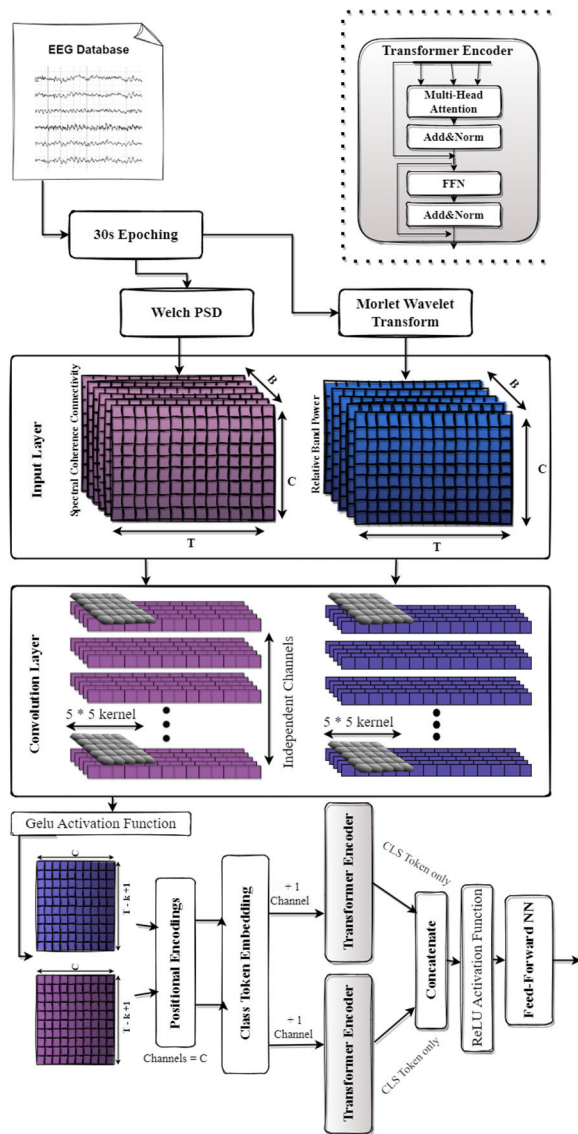 EEG Database
Transformer Encoder
Multi-Head
Attention
Add&Norm
FFN
Add&Norm
30s Epoching
Welch PSD
Morlet Wavelet
Transform
Input Layer
Spectral Coherence Connectivity
B
C
T
Relative Band Power
B
C
T
Convolution Layer
5 * 5 kernel
Independent Channels
5 * 5 kernel
Gelu Activation Function
C
T - k +1
C
T - k +1
Positional Encodings
Channels = C
Class Token Embedding
+ 1
Channel
+ 1
Channel
Transformer Encoder
Transformer Encoder
CLS Token only
CLS Token only
Concatenate
ReLU Activation Function
Feed-Forward NN